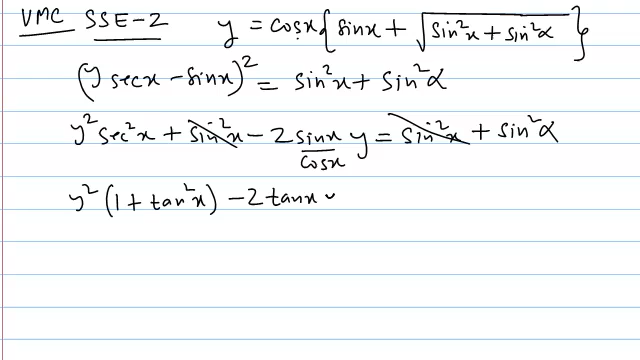 VMC SSE-2 y = cosx{sinx + √(sin²x + sin²α)}
(y secx - sinx)² = sin²x + sin²α
y² sec²x + sin²x - 2 sinx/cosx y = sin²x + sin²α
y² (1 + tan²x) - 2 tanx